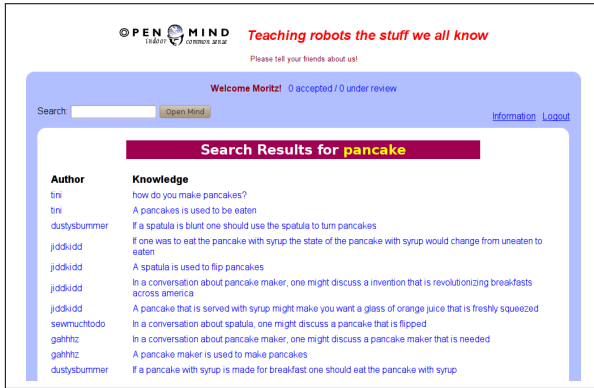 OPEN MIND Teaching robots the stuff we all know
indoor common sense
Please tell your friends about us!
Welcome Moritz! 0 accepted / 0 under review
Search: Open Mind Information Logout
Search Results for pancake
Author Knowledge
tini how do you make pancakes?
tini A pancakes is used to be eaten
dustysbummer If a spatula is blunt one should use the spatula to turn pancakes
jiddkidd If one was to eat the pancake with syrup the state of the pancake with syrup would change from uneaten to
eaten
jiddkidd A spatula is used to flip pancakes
jiddkidd In a conversation about pancake maker, one might discuss a invention that is revolutionizing breakfasts
across america
jiddkidd A pancake that is served with syrup might make you want a glass of orange juice that is freshly squeezed
sewmuchtodo In a conversation about spatula, one might discuss a pancake that is flipped
gahhhz In a conversation about pancake maker, one might discuss a pancake maker that is needed
gahhhz A pancake maker is used to make pancakes
dustysbummer If a pancake with syrup is made for breakfast one should eat the pancake with syrup